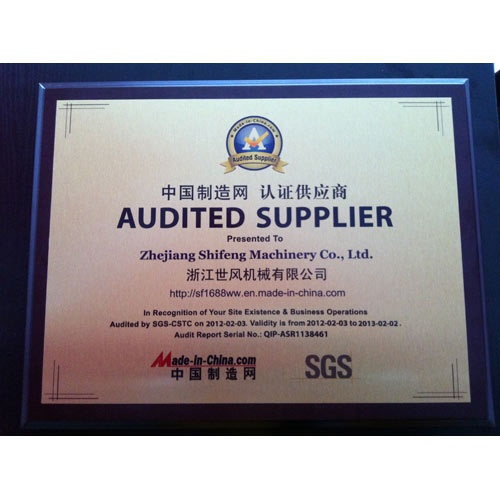 Made-in-China.com
Audited Supplier
中国制造网 认证供应商
AUDITED SUPPLIER
Presented To
Zhejiang Shifeng Machinery Co., Ltd.
浙江世风机械有限公司
http://sf1688ww.en.made-in-china.com
In Recognition of Your Site Existence & Business Operations
Audited by SGS-CSTC on 2012-02-03. Validity is from 2012-02-03 to 2013-02-02.
Audit Report Serial No.: QIP-ASR1138461
Made-in-China.com
中国制造网
SGS